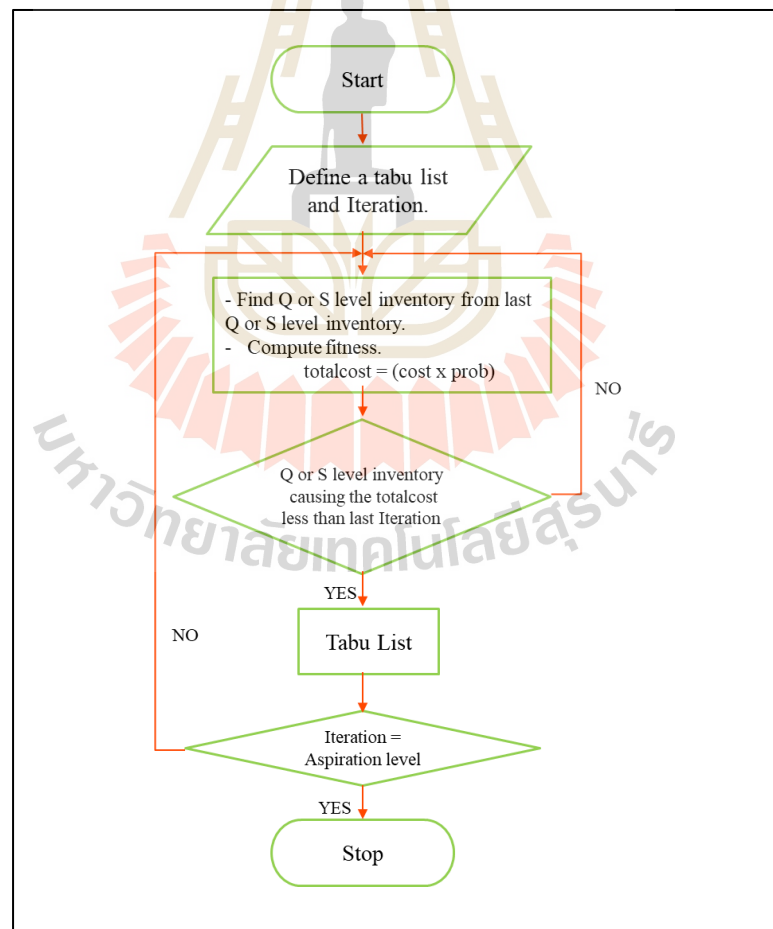 Start
Define a tabu list
and Iteration.
- Find Q or S level inventory from last
Q or S level inventory.
- Compute fitness.
totalcost = (cost x prob)
NO
Q or S level inventory
causing the totalcost
less than last Iteration
มหาวิทยาลัยเทคโนโลยีสุรนารี
YES
Tabu List
NO
Iteration =
Aspiration level
YES
Stop